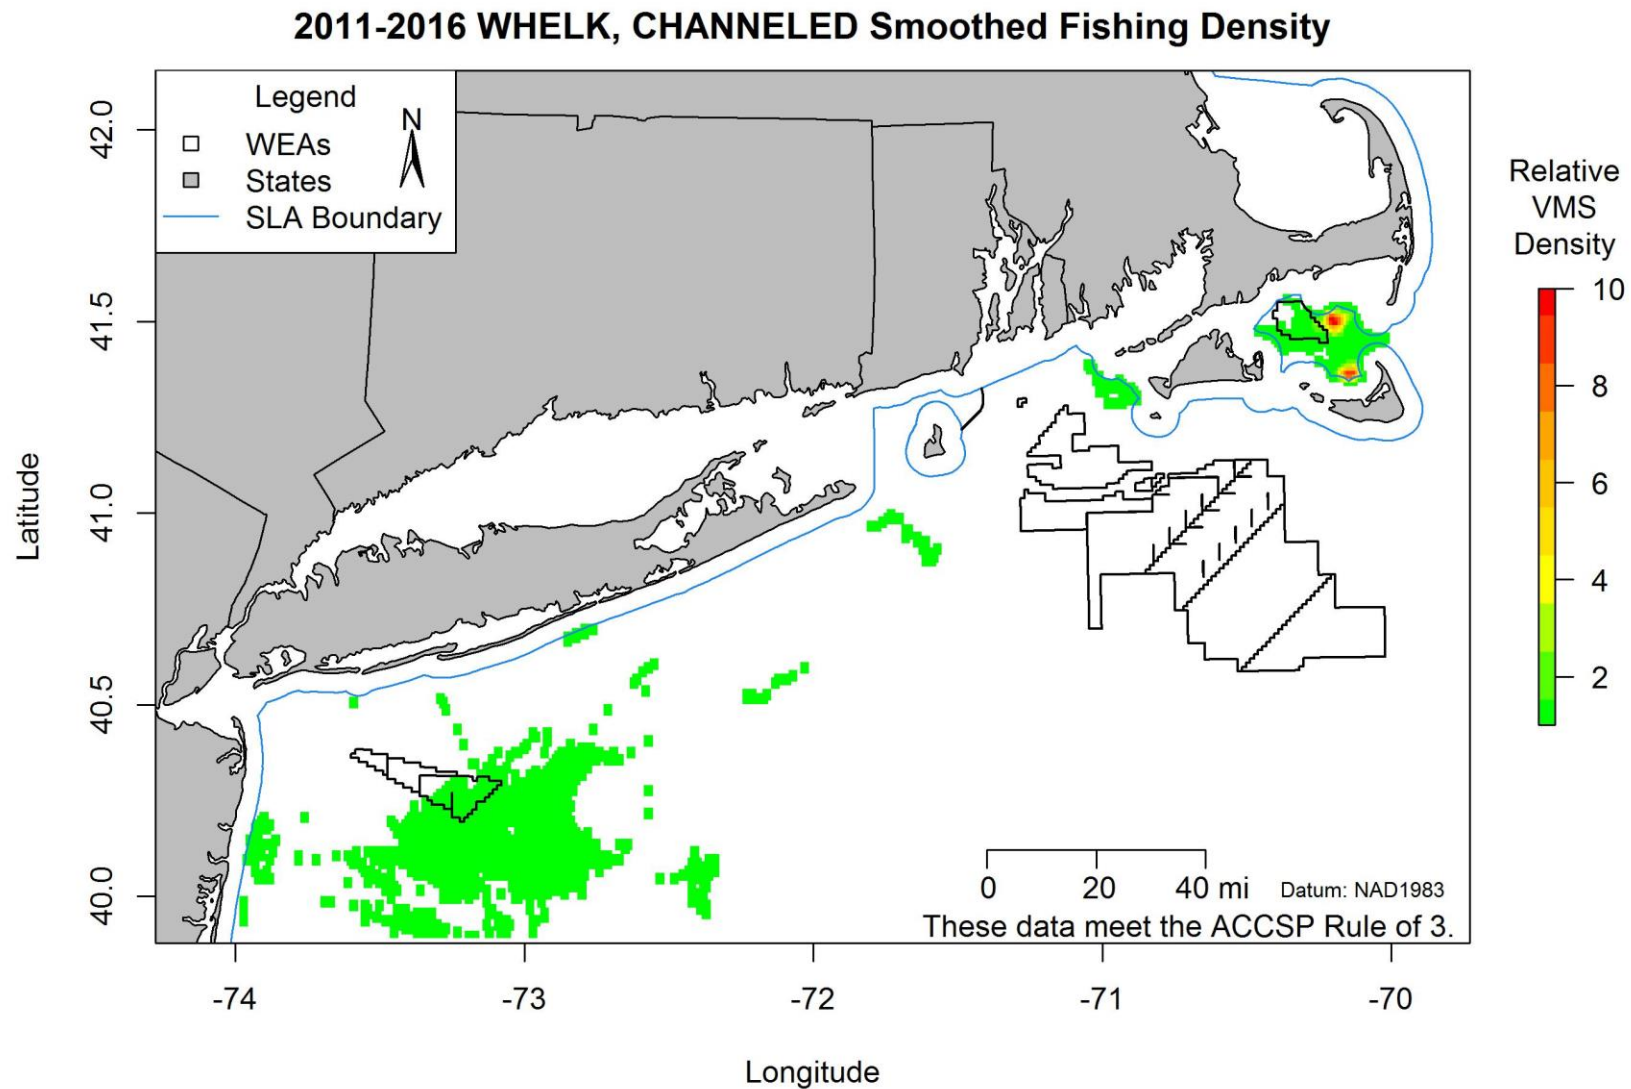 2011-2016 WHELK, CHANNELED Smoothed Fishing Density
Legend
WEAs
States
SLA Boundary
N
Relative
VMS
Density
10
8
6
4
2
Latitude
42.0
41.5
41.0
40.5
40.0
0 20 40 mi
Datum: NAD1983
These data meet the ACCSP Rule of 3.
-74 -73 -72 -71 -70
Longitude